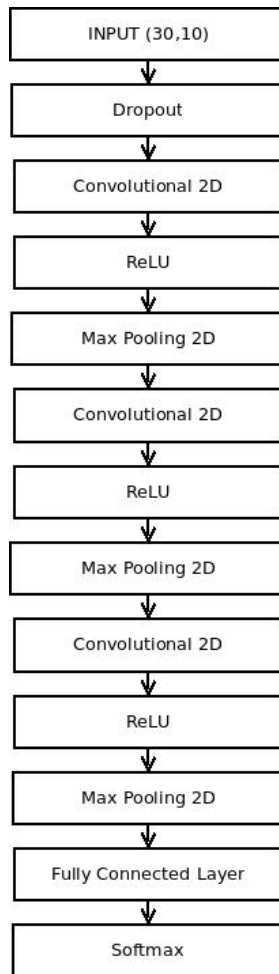 INPUT (30,10)
Dropout
Convolutional 2D
ReLU
Max Pooling 2D
Convolutional 2D
ReLU
Max Pooling 2D
Convolutional 2D
ReLU
Max Pooling 2D
Fully Connected Layer
Softmax